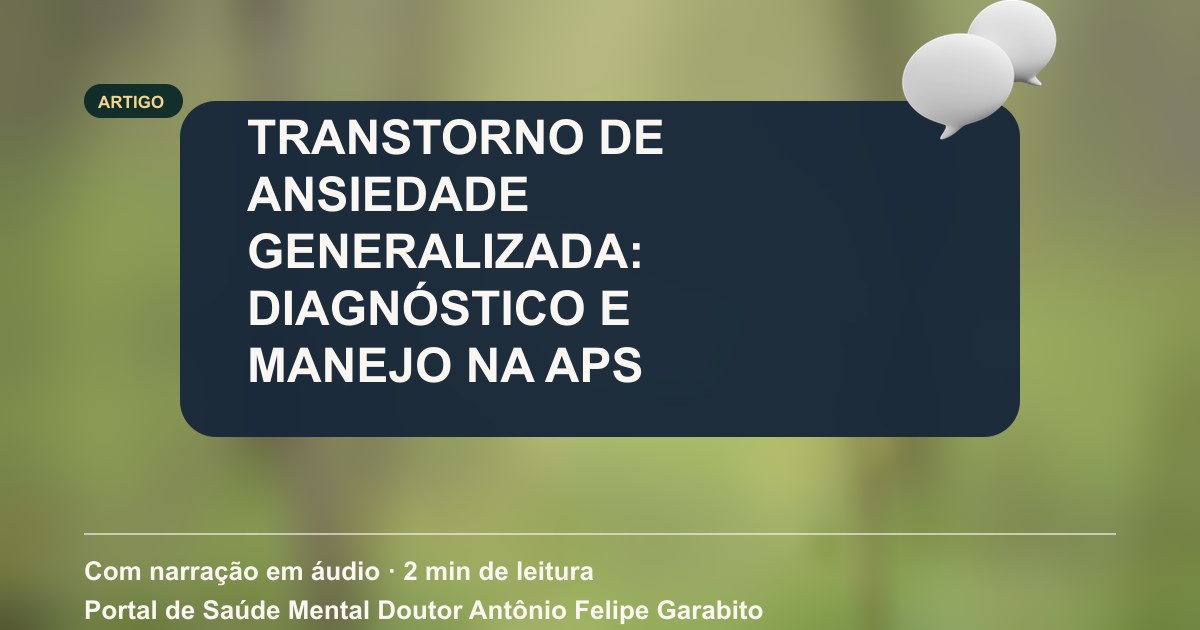 ARTIGO
TRANSTORNO DE
ANSIEDADE
GENERALIZADA:
DIAGNÓSTICO E
MANEJO NA APS
Com narração em áudio · 2 min de leitura
Portal de Saúde Mental Doutor Antônio Felipe Garabito